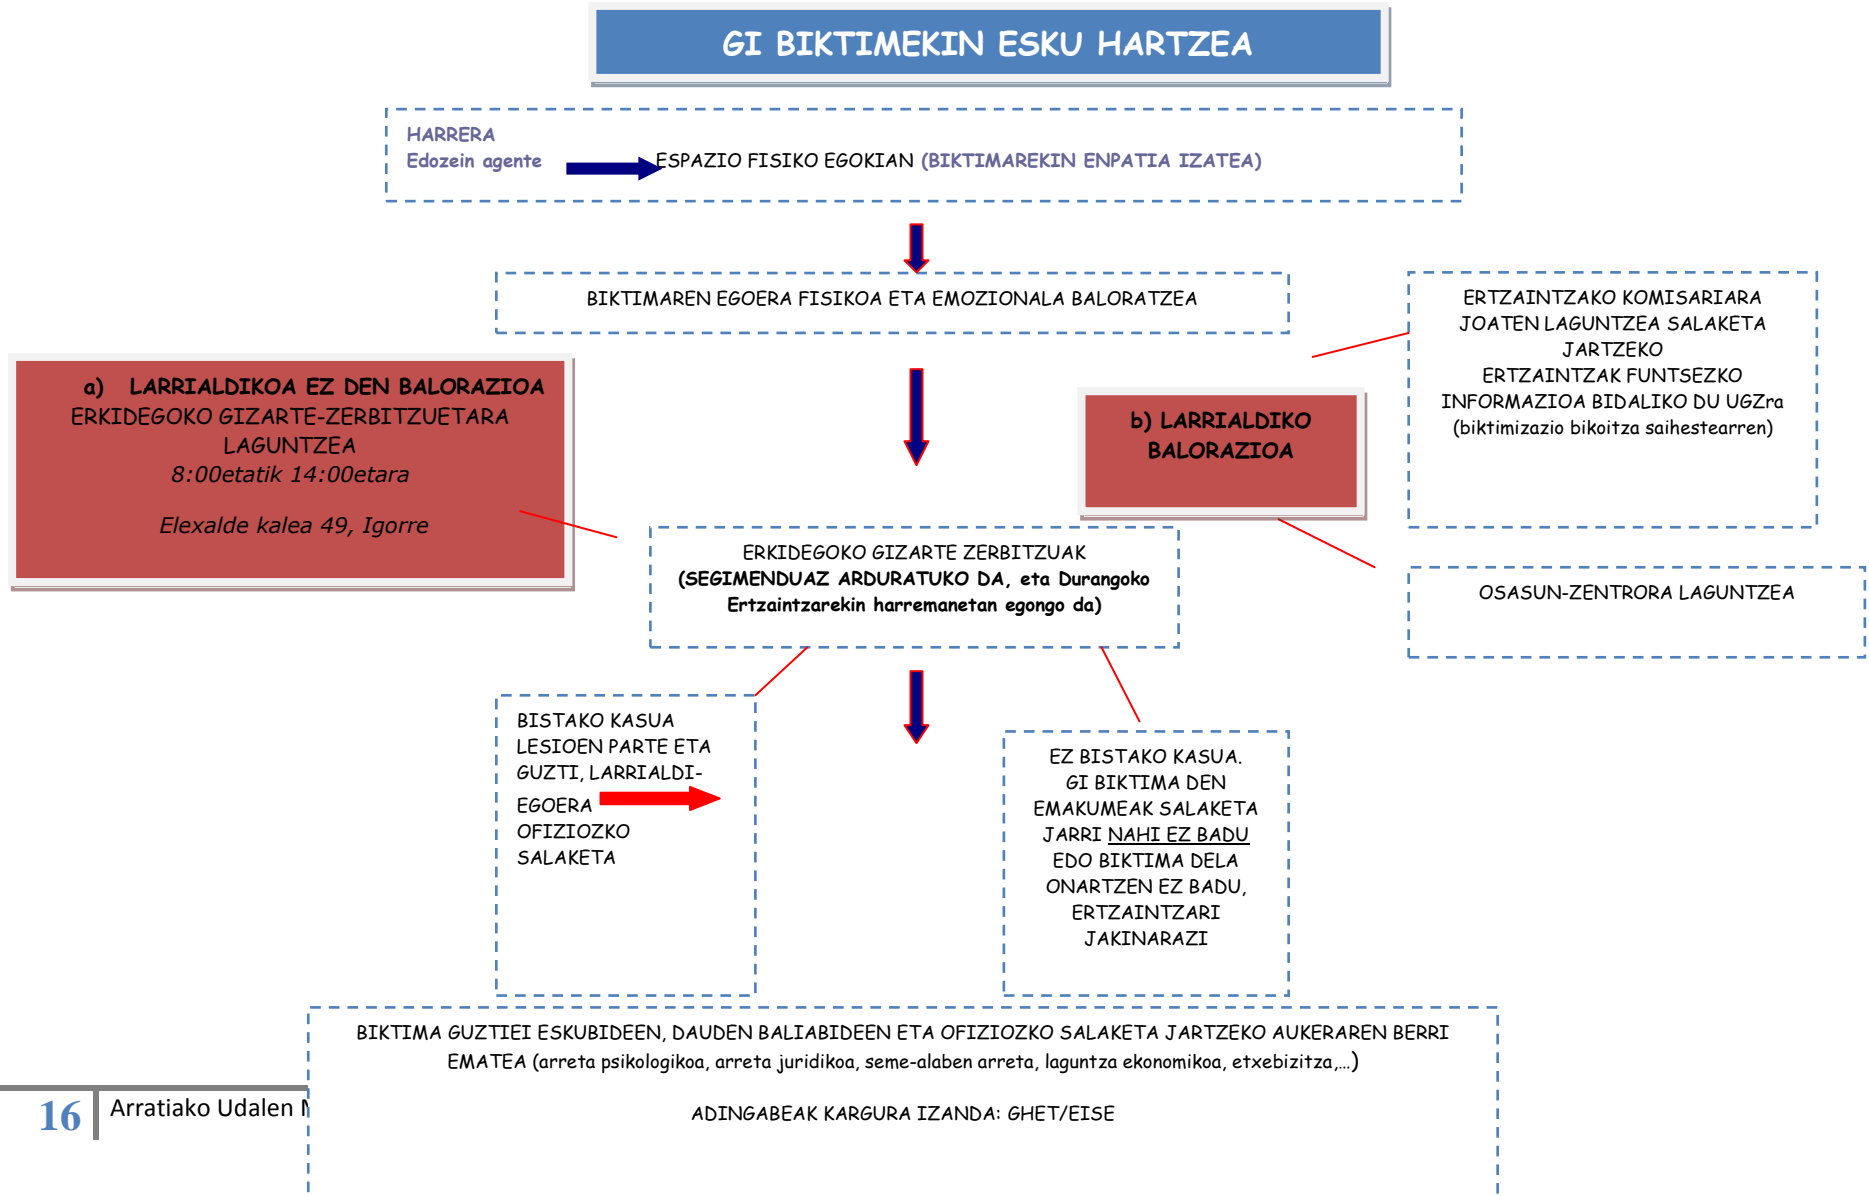 GI BIKTIMEKIN ESKU HARTZEA
HARRERA
Edozein agente
ESPAZIO FISIKO EGOKIAN (BIKTIMAREKIN ENPATIA IZATEA)
BIKTIMAREN EGOERA FISIKOA ETA EMOZIONALA BALORATZEA
ERTZAINTZAKO KOMISARIARA
JOATEN LAGUNTZEA SALAKETA
JARTZEKO
ERTZAINTZAK FUNTSEZKO
INFORMAZIOA BIDALIKO DU UGZra
(biktimizazio bikoitza saihestearren)
a) LARRIALDIKOA EZ DEN BALORAZIOA
ERKIDEGOKO GIZARTE-ZERBITZUETARA
LAGUNTZEA
8:00etatik 14:00etara
Elexalde kalea 49, Igorre
b) LARRIALDIKO
BALORAZIOA
ERKIDEGOKO GIZARTE ZERBITZUAK
(SEGIMENDUAZ ARDURATUKO DA, eta Durangoko
Ertzaintzarekin harremanetan egongo da)
OSASUN-ZENTRORA LAGUNTZEA
BISTAKO KASUA
LESIOEN PARTE ETA
GUZTI, LARRIALDI-
EGOERA
OFIZIOZKO
SALAKETA
EZ BISTAKO KASUA.
GI BIKTIMA DEN
EMAKUMEAK SALAKETA
JARRI NAHI EZ BADU
EDO BIKTIMA DELA
ONARTZEN EZ BADU,
ERTZAINTZARI
JAKINARAZI
BIKTIMA GUZTIEI ESKUBIDEEN, DAUDEN BALIABIDEEN ETA OFIZIOZKO SALAKETA JARTZEKO AUKERAREN BERRI
EMATEA (arreta psikologikoa, arreta juridikoa, seme-alaben arreta, laguntza ekonomikoa, etxebizitza,...)
ADINGABEAK KARGURA IZANDA: GHET/EISE
16 Arratiako Udalen